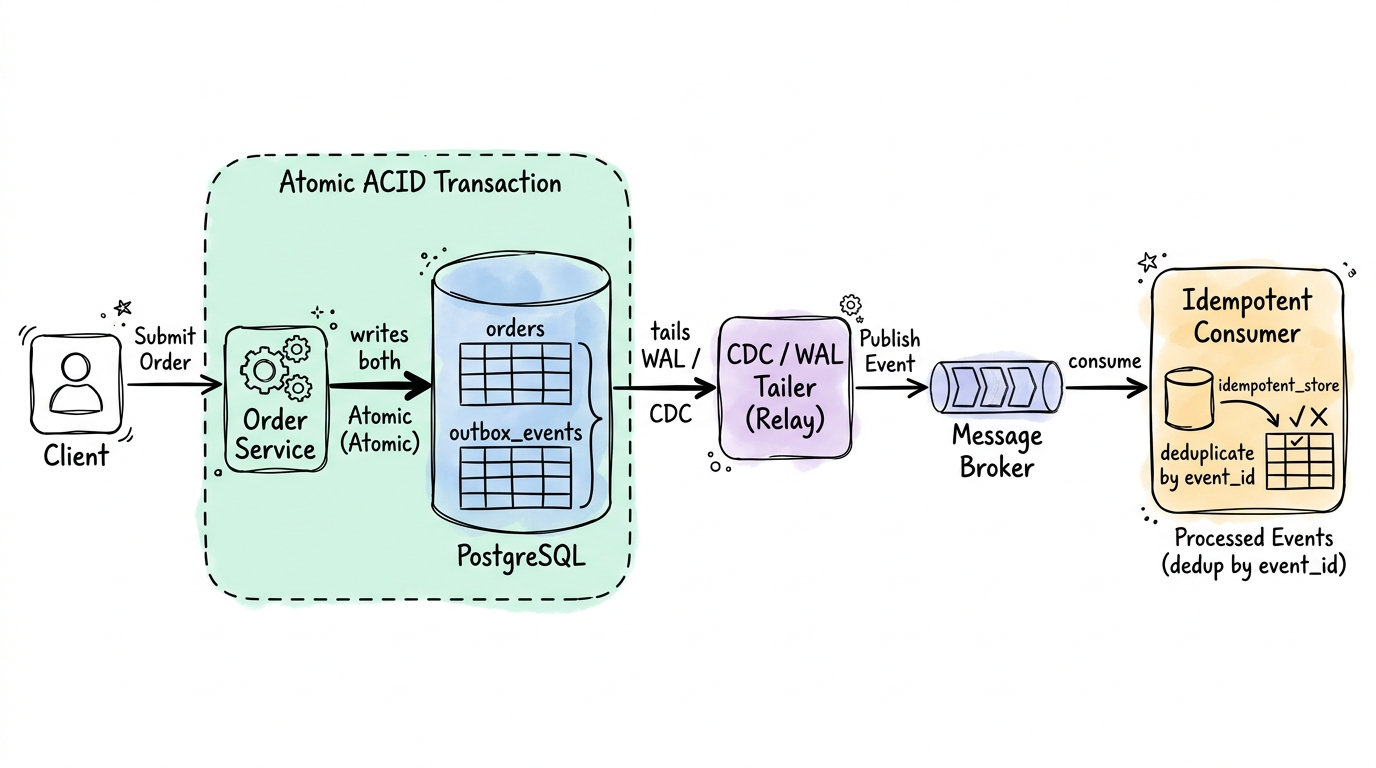 Atomic ACID Transaction
Client
Submit
Order
Order
Service
writes
both
Atomic
(Atomic)
orders
outbox_events
PostgreSQL
tails
WAL /
CDC
CDC / WAL
Tailer
(Relay)
Publish
Event
Message
Broker
consume
Idempotent
Consumer
idempotent_store
deduplicate
by event_id
Processed Events
(dedup by event_id)